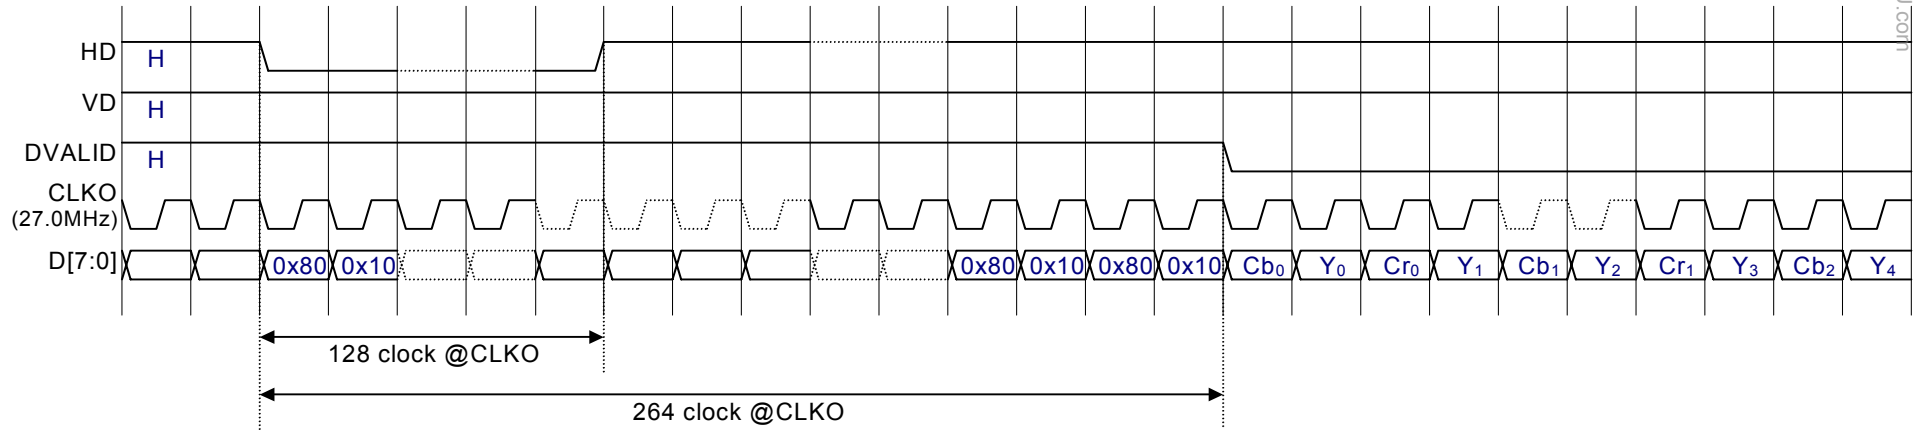 HD H
VD H
DVALID H
CLKO
(27.0MHz)
D[7:0] 0x80 0x10 0x80 0x10 0x80 0x10 Cb0 Y0 Cr0 Y1 Cb1 Y2 Cr1 Y3 Cb2 Y4
128 clock @CLKO
264 clock @CLKO
.com